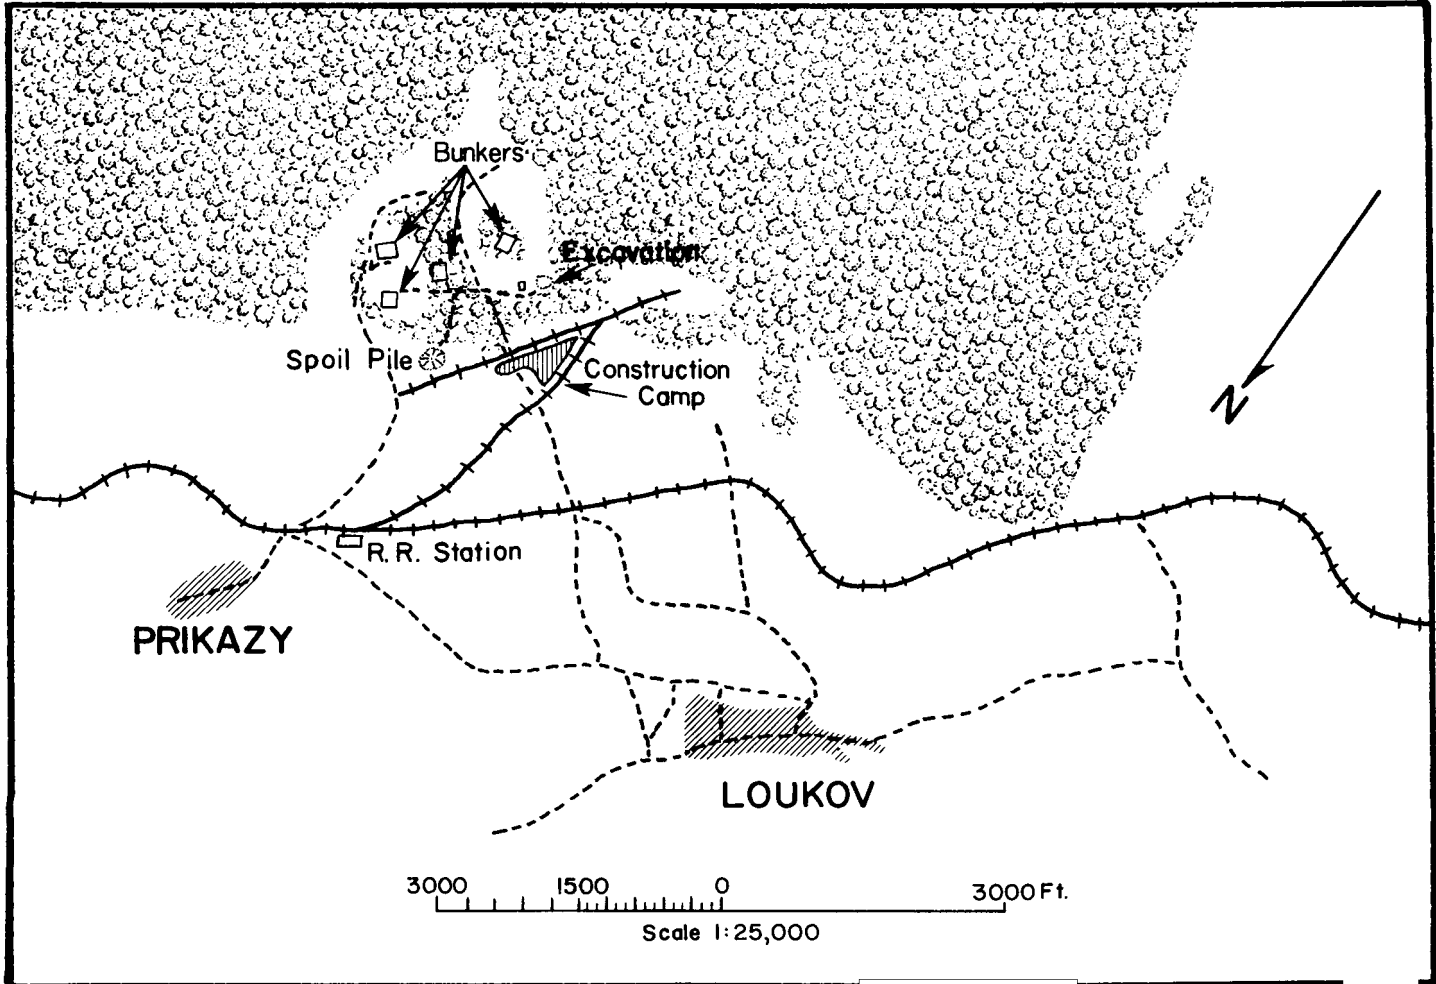 Bunkers
Excavation
Spoil Pile
Construction
Camp
N
R.R. Station
PRIKAZY
LOUKOV
3000 1500 0 3000 Ft.
Scale 1:25,000